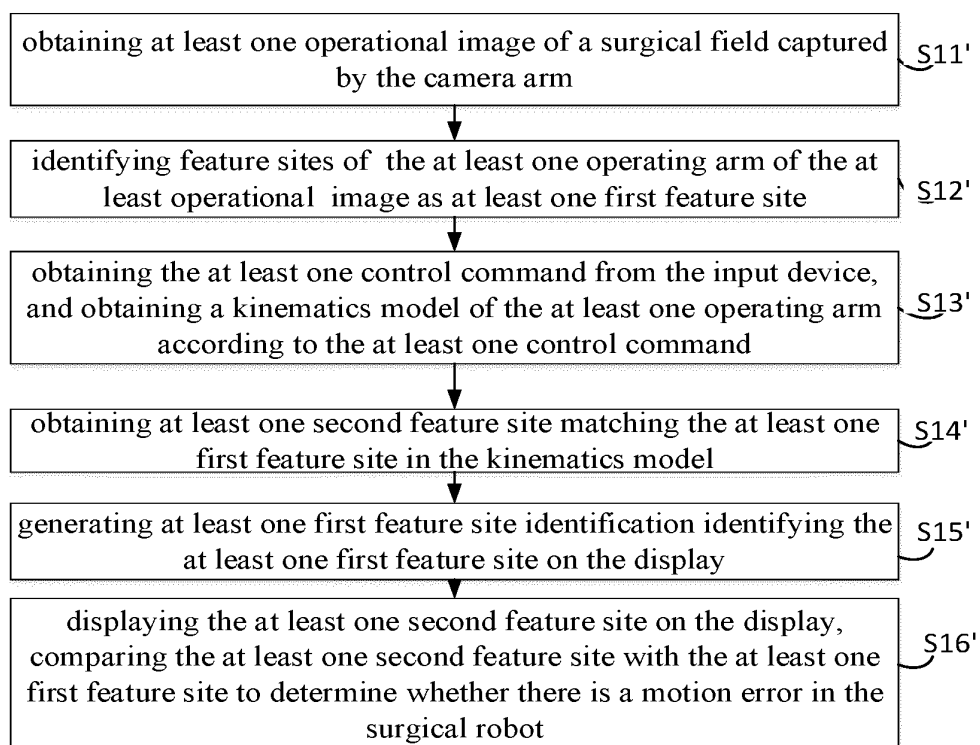 obtaining at least one operational image of a surgical field captured
by the camera arm
S11'
identifying feature sites of the at least one operating arm of the at
least operational image as at least one first feature site
S12'
obtaining the at least one control command from the input device,
and obtaining a kinematics model of the at least one operating arm
according to the at least one control command
S13'
obtaining at least one second feature site matching the at least one
first feature site in the kinematics model
S14'
generating at least one first feature site identification identifying the
at least one first feature site on the display
S15'
displaying the at least one second feature site on the display,
comparing the at least one second feature site with the at least one
first feature site to determine whether there is a motion error in the
surgical robot
S16'